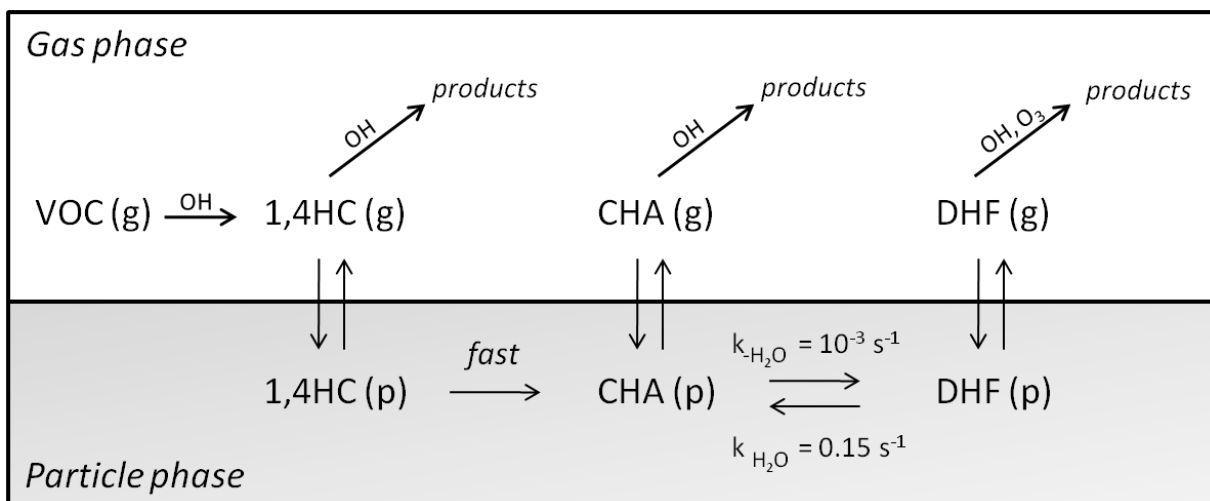 Gas phase
products
products
products
OH
OH
OH, O₃
VOC (g)
OH
1,4HC (g)
CHA (g)
DHF (g)
fast
k-H₂O = 10⁻³ s⁻¹
1,4HC (p)
CHA (p)
DHF (p)
k H₂O = 0.15 s⁻¹
Particle phase